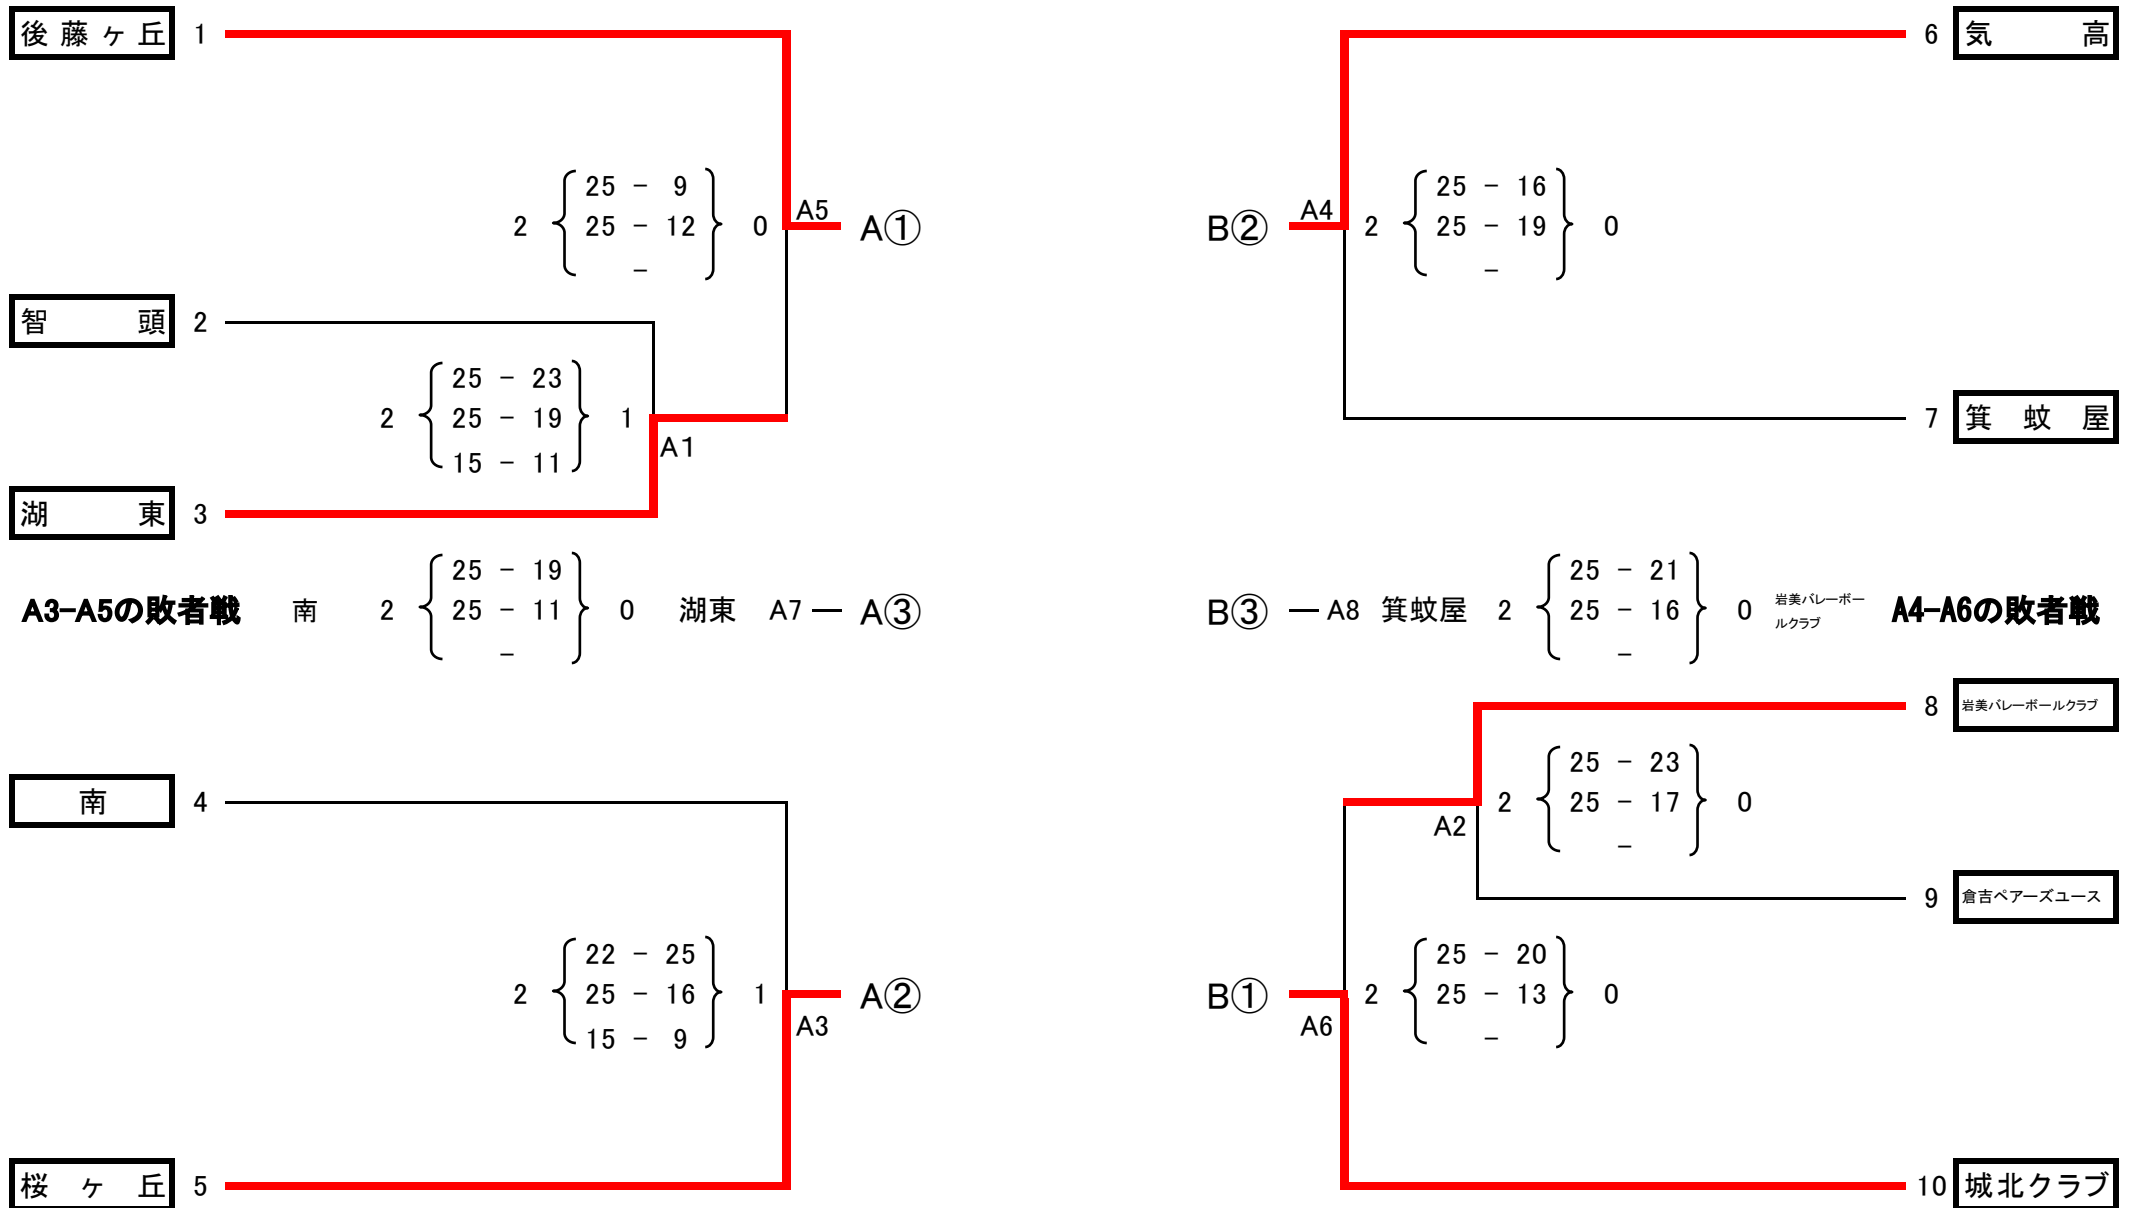 後藤ヶ丘 1
6 気高
25 - 9
2 25 - 12 0
-
A5
A①
B②
A4
25 - 16
2 25 - 19 0
-
智頭 2
25 - 23
2 25 - 19 1
15 - 11
A1
7 箕蚊屋
湖東 3
25 - 19
A3-A5の敗者戦 南 2 25 - 11 0 湖東 A7 ― A③
-
25 - 21
B③ ― A8 箕蚊屋 2 25 - 16 0 岩美バレーボー
ルクラブ
A4-A6の敗者戦
-
8 岩美バレーボールクラブ
25 - 23
2 25 - 17 0
-
A2
南 4
9 倉吉ペアーズユース
22 - 25
2 25 - 16 1
15 - 9
A②
A3
B①
A6
25 - 20
2 25 - 13 0
-
桜ヶ丘 5
10 城北クラブ